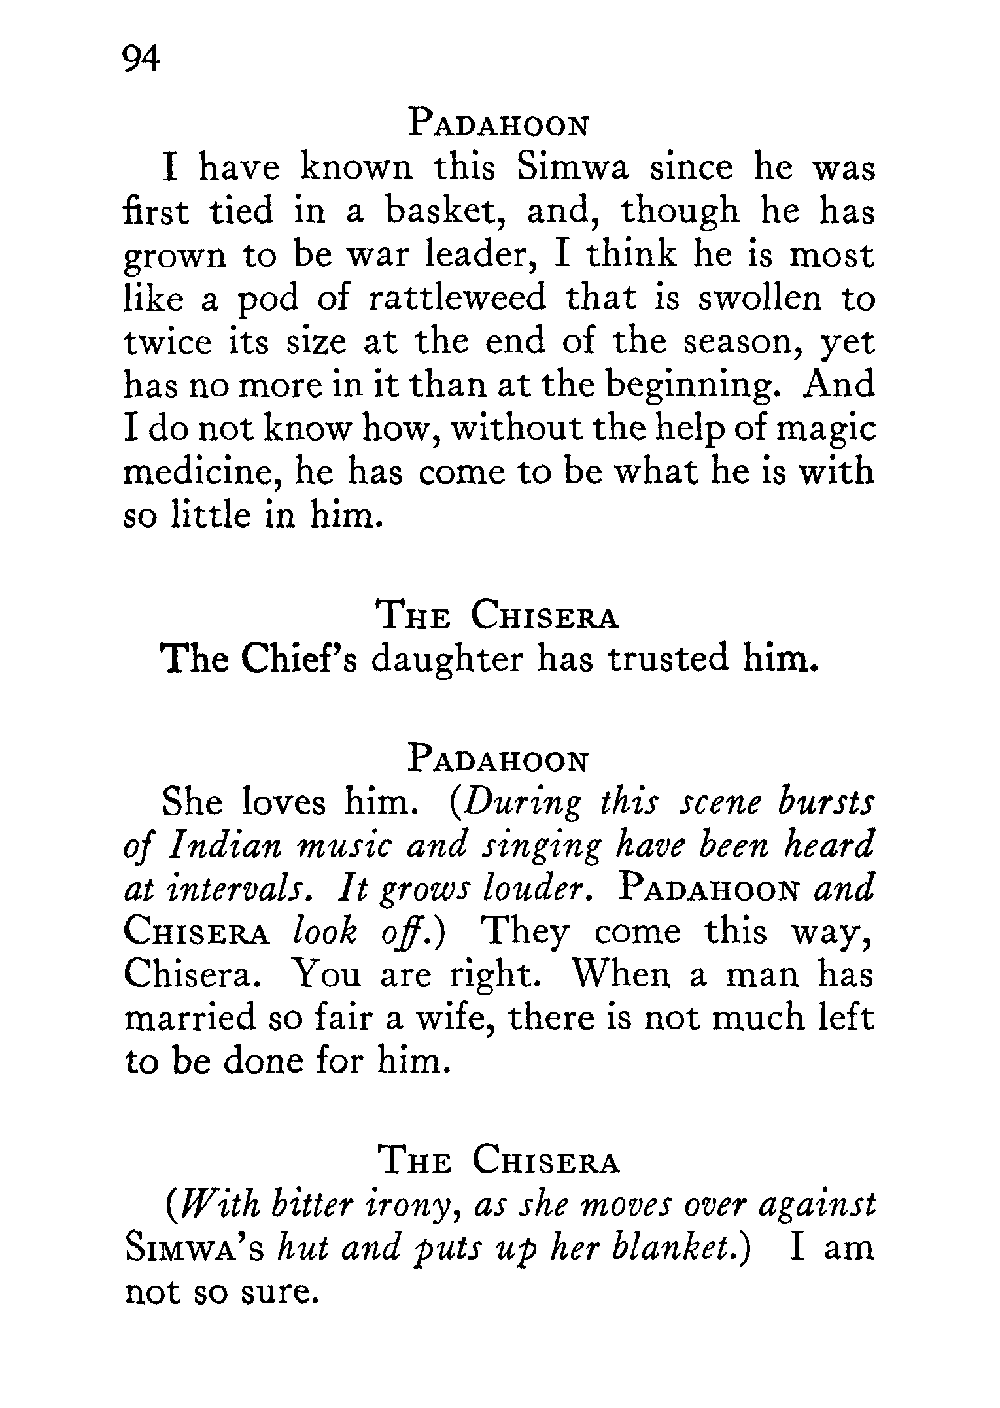 94
PADAHOON
I have known this Simwa since he was
first tied in a basket, and, though he has
grown to be war leader, I think he is most
like a pod of rattleweed that is swollen to
twice its size at the end of the season, yet
has no more in it than at the beginning. And
I do not know how, without the help of magic
medicine, he has come to be what he is with
so little in him.
THE CHISERA
The Chief's daughter has trusted him.
PADAHOON
She loves him. (During this scene bursts
of Indian music and singing have been heard
at intervals. It grows louder. PADAHOON and
CHISERA look off.) They come this way,
Chisera. You are right. When a man has
married so fair a wife, there is not much left
to be done for him.
THE CHISERA
(With bitter irony, as she moves over against
SIMWA'S hut and puts up her blanket.) I am
not so sure.